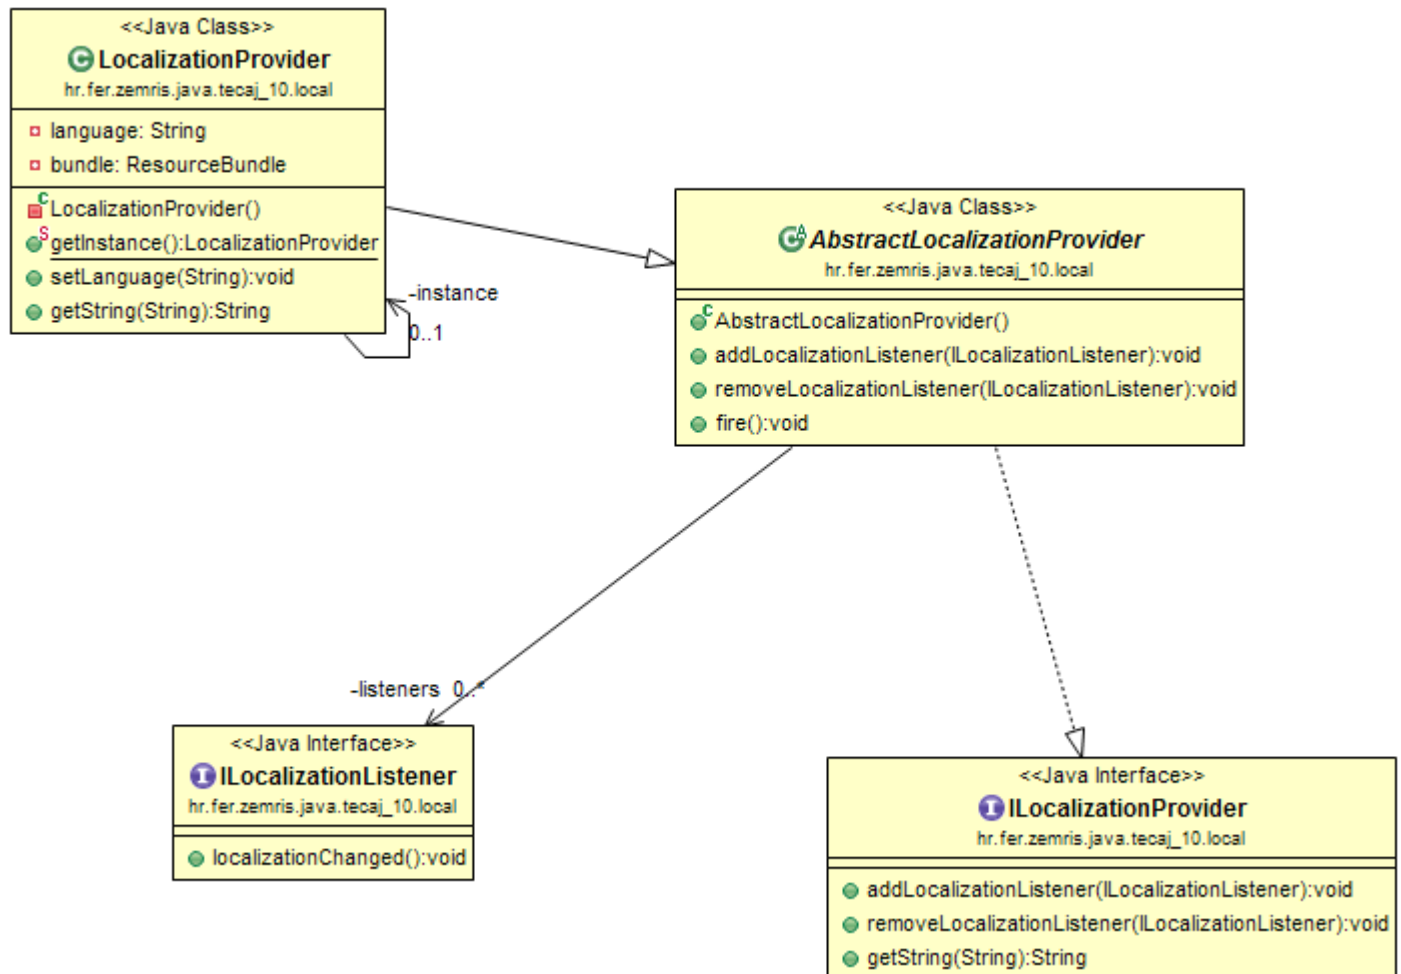 <<Java Class>>
LocalizationProvider
hr.fer.zemris.java.tecaj_10.local
language: String
bundle: ResourceBundle
LocalizationProvider()
getInstance():LocalizationProvider
setLanguage(String):void
getString(String):String
-instance
0..1
<<Java Class>>
AbstractLocalizationProvider
hr.fer.zemris.java.tecaj_10.local
AbstractLocalizationProvider()
addLocalizationListener(ILocalizationListener):void
removeLocalizationListener(ILocalizationListener):void
fire():void
-listeners 0..*
<<Java Interface>>
ILocalizationListener
hr.fer.zemris.java.tecaj_10.local
localizationChanged():void
<<Java Interface>>
ILocalizationProvider
hr.fer.zemris.java.tecaj_10.local
addLocalizationListener(ILocalizationListener):void
removeLocalizationListener(ILocalizationListener):void
getString(String):String